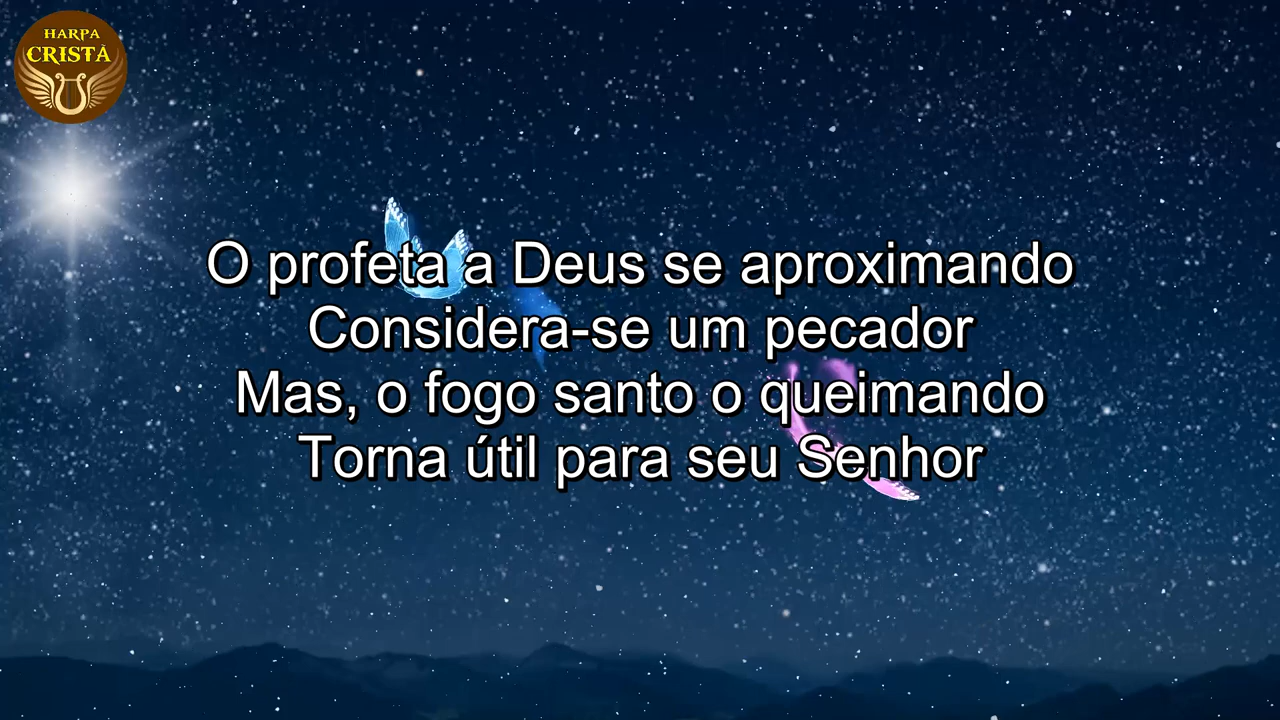 HARPA
CRISTÃ
O profeta a Deus se aproximando
Considera-se um pecador
Mas, o fogo santo o queimando
Torna útil para seu Senhor